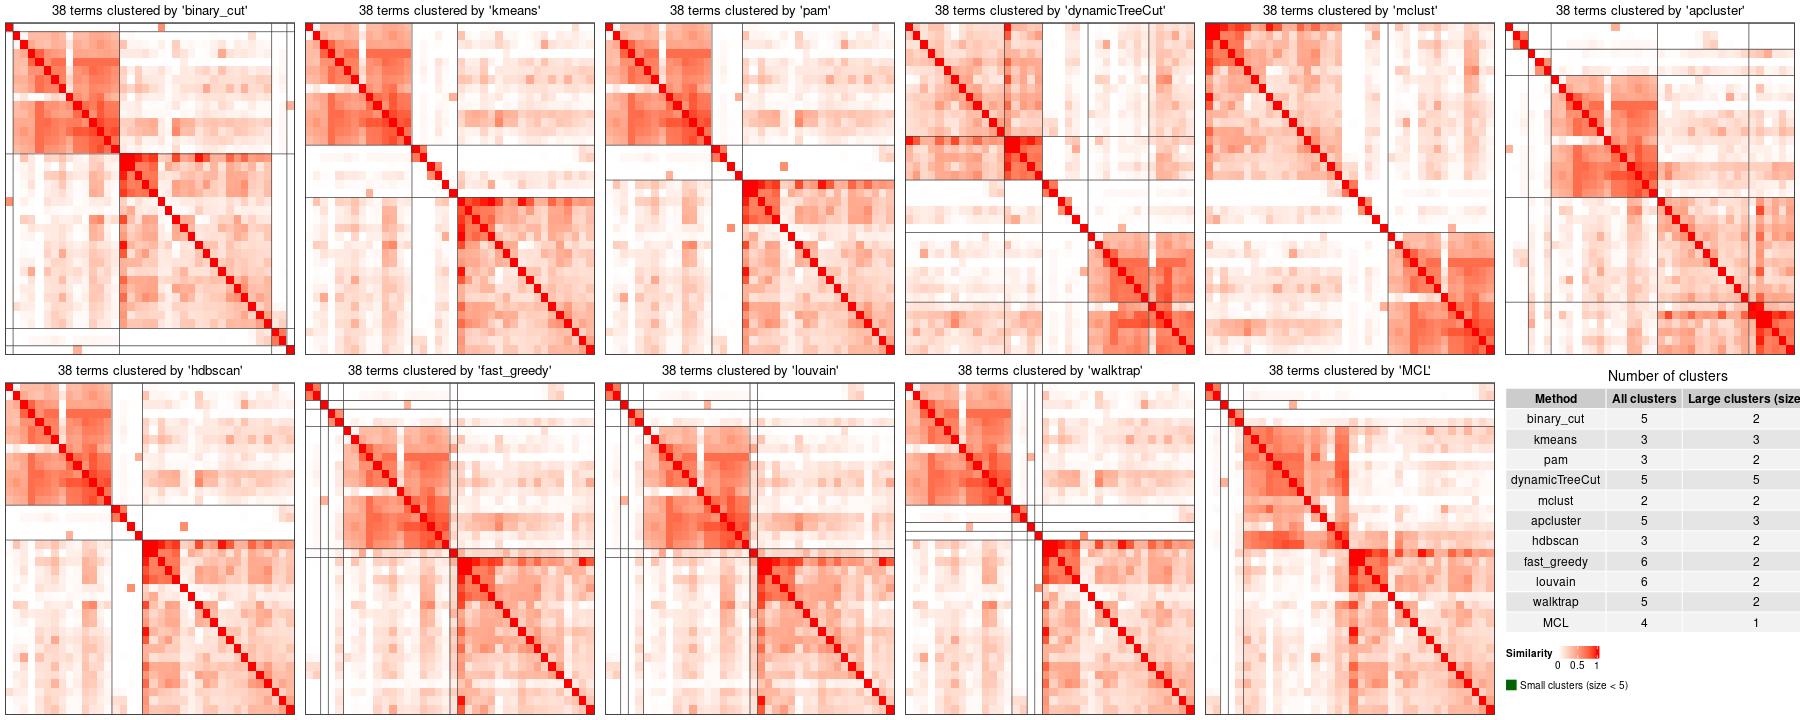 38 terms clustered by 'binary_cut'
38 terms clustered by 'kmeans'
38 terms clustered by 'pam'
38 terms clustered by 'dynamicTreeCut'
38 terms clustered by 'mclust'
38 terms clustered by 'apcluster'
38 terms clustered by 'hdbscan'
38 terms clustered by 'fast_greedy'
38 terms clustered by 'louvain'
38 terms clustered by 'walktrap'
38 terms clustered by 'MCL'
Number of clusters
Method All clusters Large clusters (size
binary_cut 5 2
kmeans 3 3
pam 3 2
dynamicTreeCut 5 5
mclust 2 2
apcluster 5 3
hdbscan 3 2
fast_greedy 6 2
louvain 6 2
walktrap 5 2
MCL 4 1
Similarity
0 0.5 1
Small clusters (size < 5)